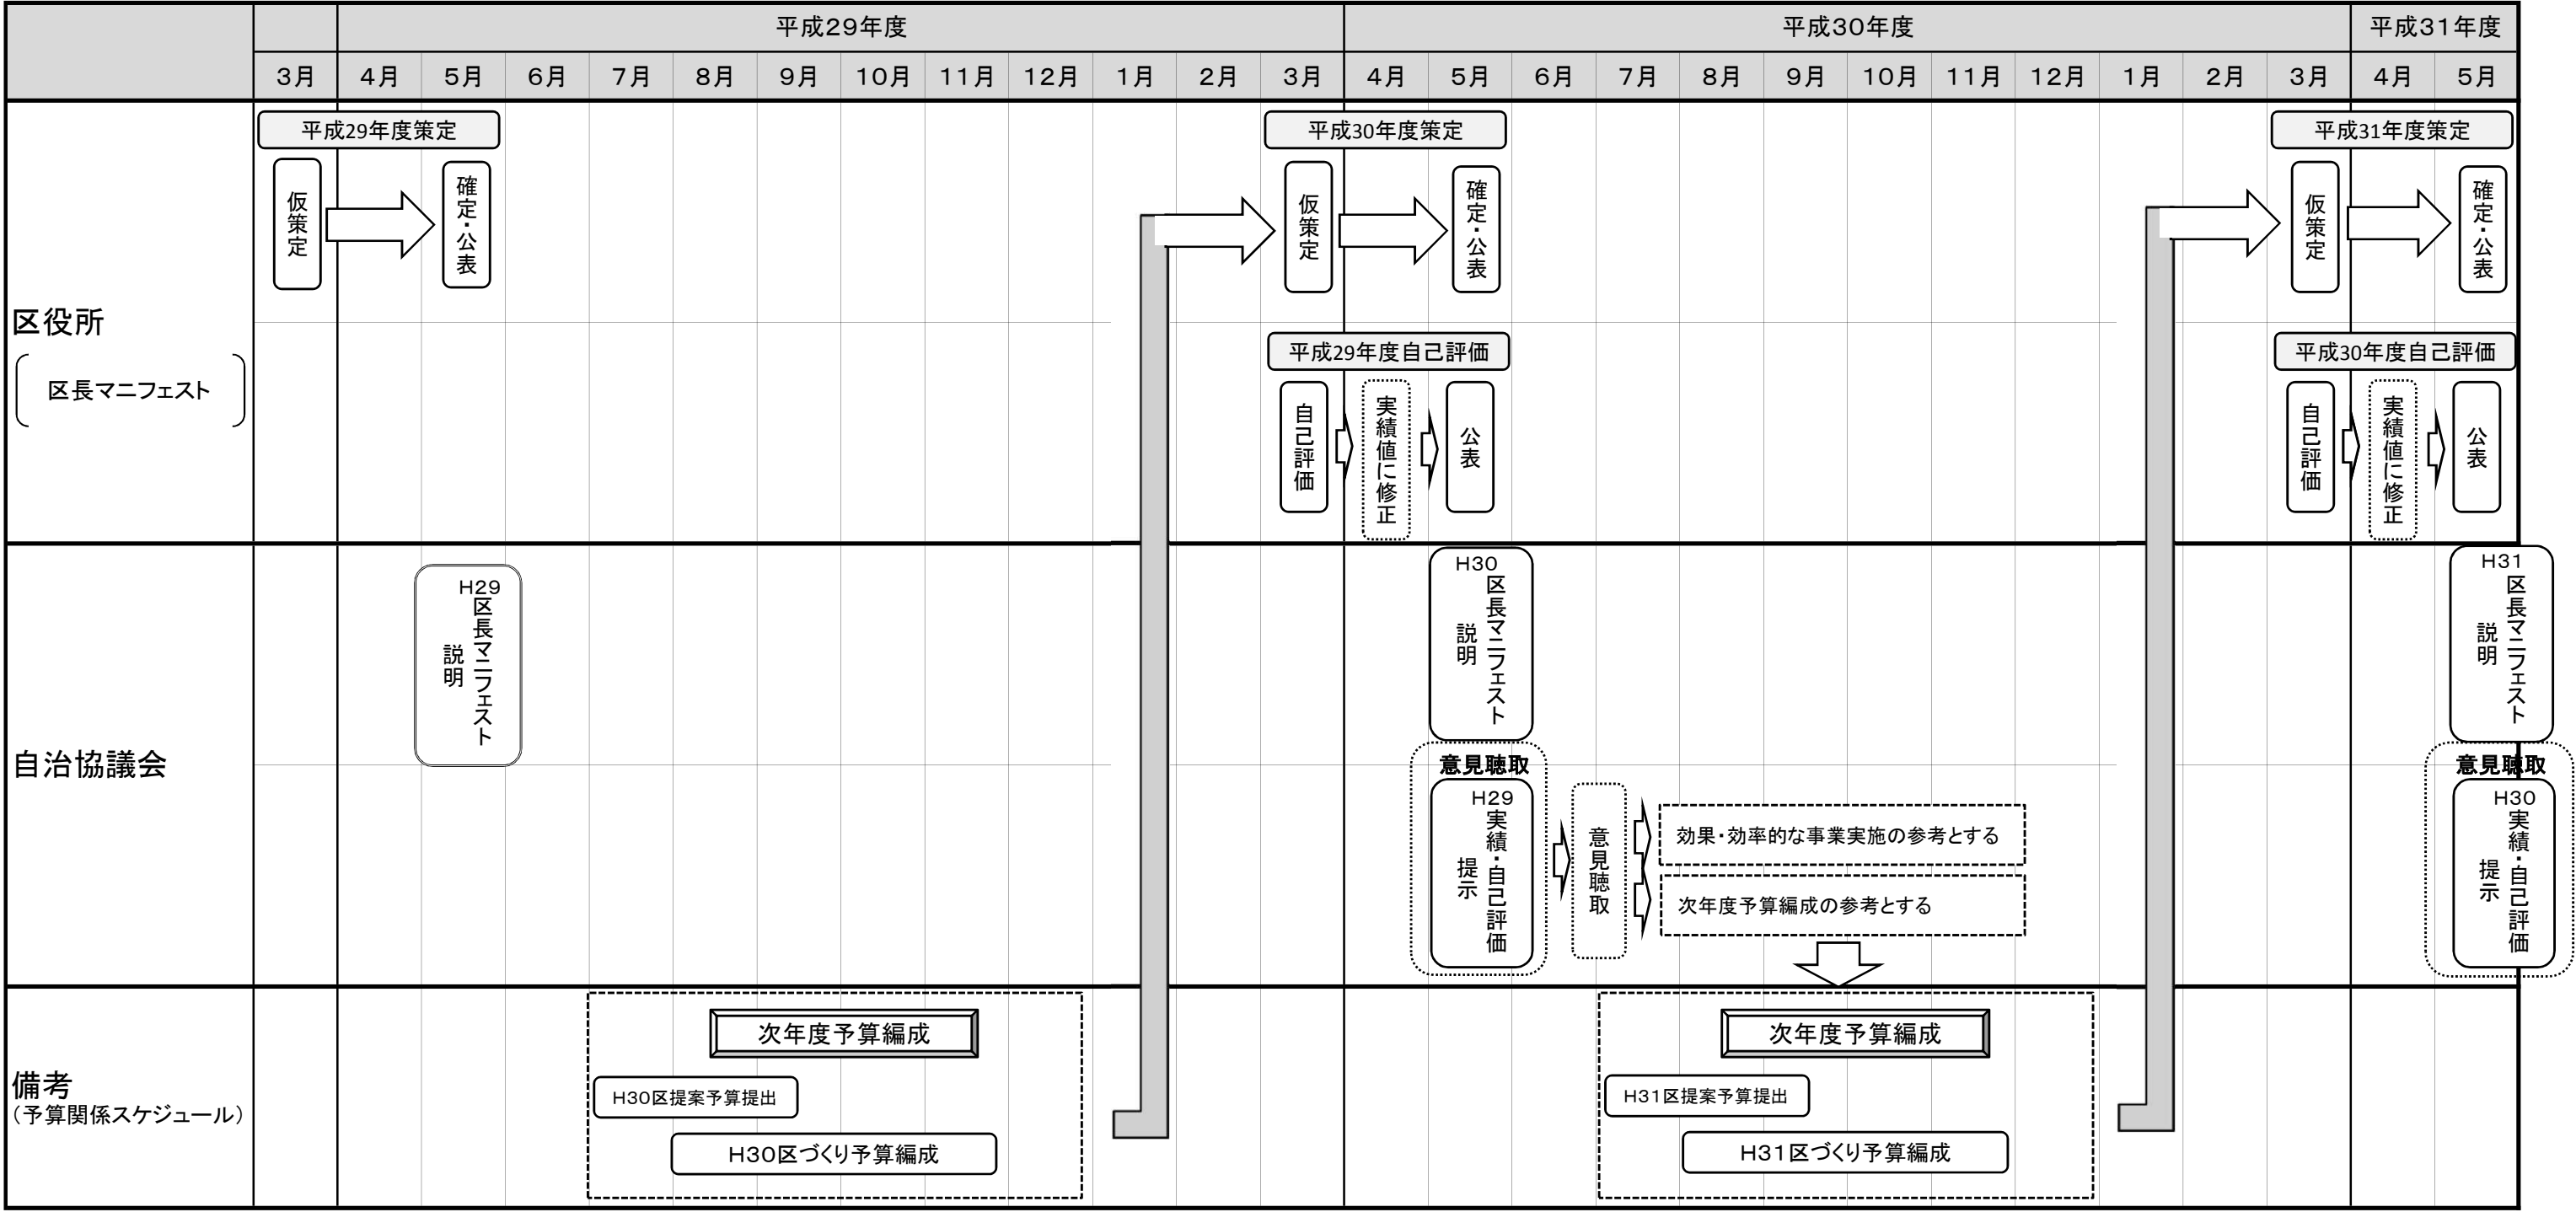 平成29年度
平成30年度
平成31年度
3月
4月
5月
6月
7月
8月
9月
10月
11月
12月
1月
2月
3月
4月
5月
6月
7月
8月
9月
10月
11月
12月
1月
2月
3月
4月
5月
区役所
区長マニフェスト
平成29年度策定
仮策定
確定・公表
平成30年度策定
仮策定
確定・公表
平成31年度策定
仮策定
確定・公表
平成29年度自己評価
自己評価
実績値に修正
公表
平成30年度自己評価
自己評価
実績値に修正
公表
自治協議会
H29
区長マニフェスト
説明
H30
区長マニフェスト
説明
H31
区長マニフェスト
説明
意見聴取
H29
実績・自己評価
提示
意見聴取
効果・効率的な事業実施の参考とする
次年度予算編成の参考とする
意見聴取
H30
実績・自己評価
提示
備考
（予算関係スケジュール）
次年度予算編成
H30区提案予算提出
H30区づくり予算編成
次年度予算編成
H31区提案予算提出
H31区づくり予算編成